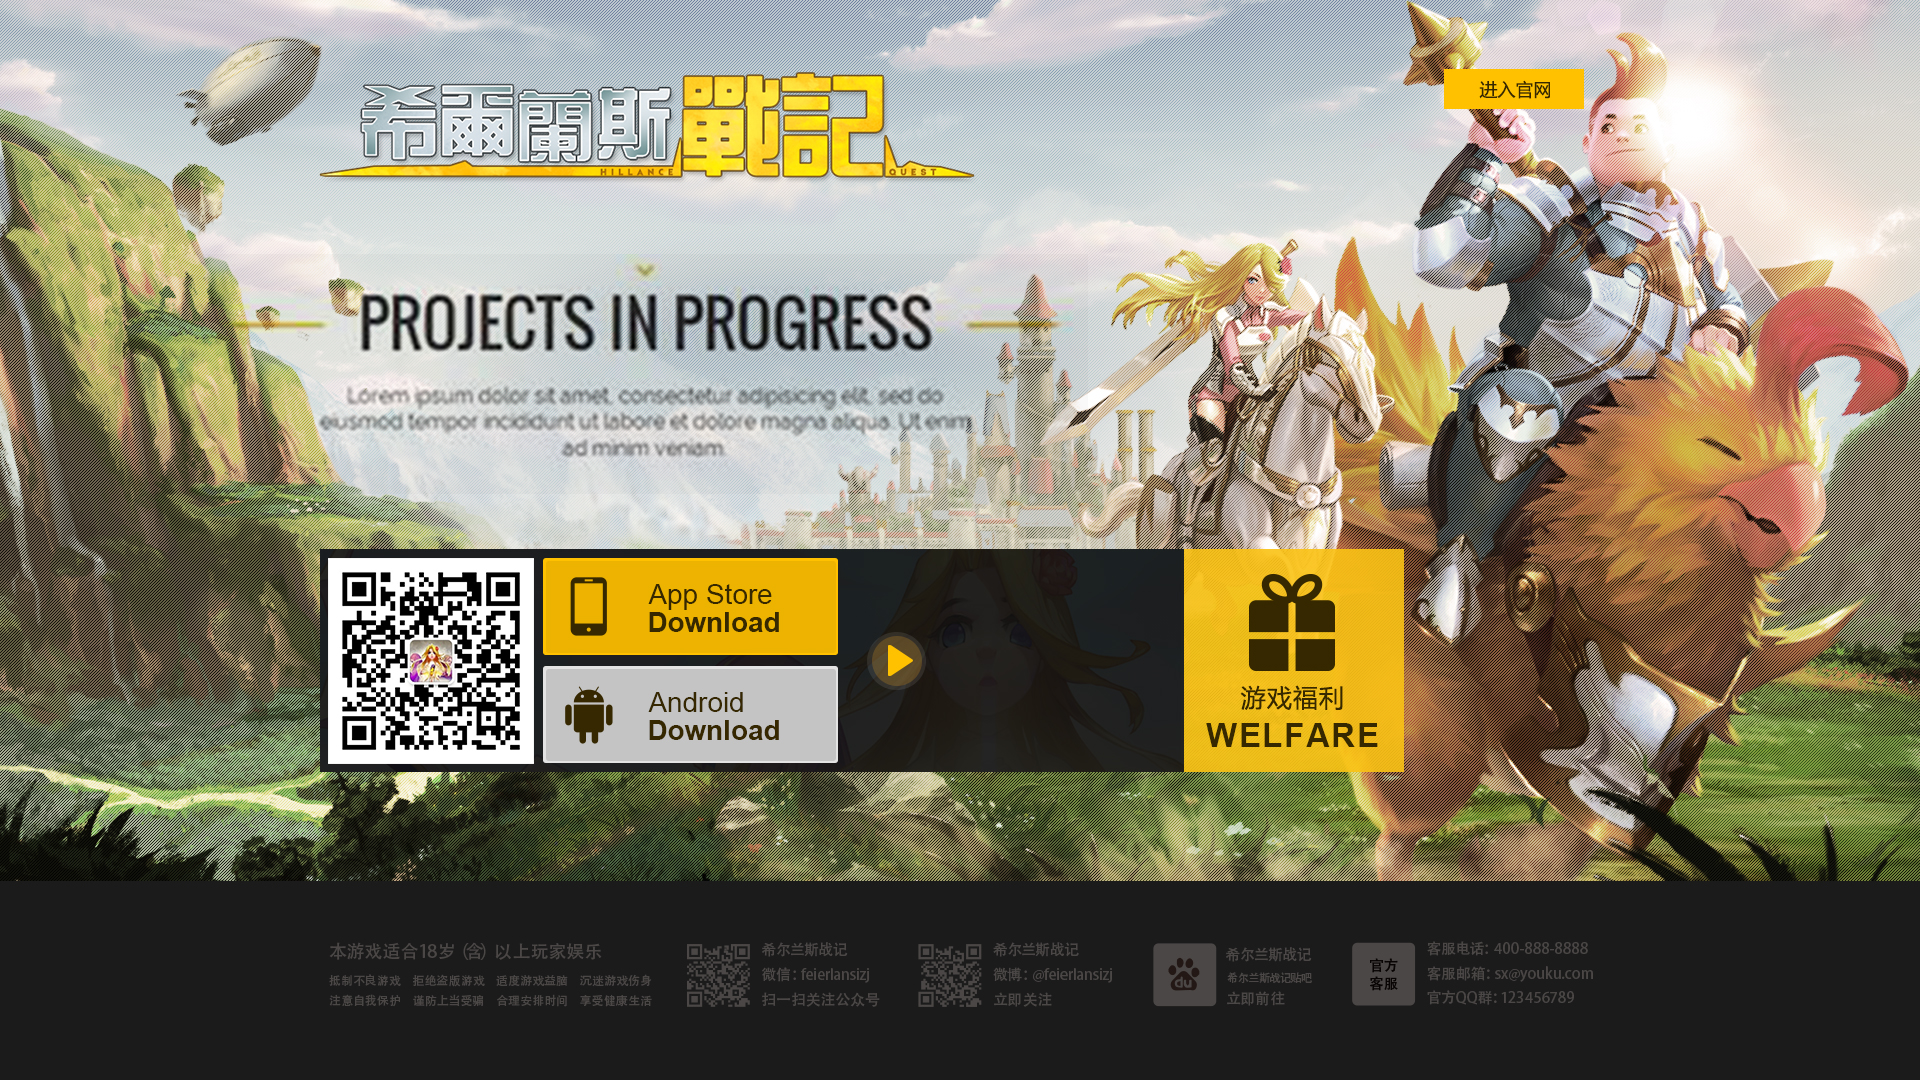 希爾蘭斯戰記
HILLANCE QUEST
进入官网
PROJECTS IN PROGRESS
Lorem ipsum dolor sit amet, consectetur adipisicing elit, sed do
eiusmod tempor incididunt ut labore et dolore magna aliqua. Ut enim
ad minim veniam.
App Store
Download
Android
Download
游戏福利
WELFARE
本游戏适合18岁（含）以上玩家娱乐
抵制不良游戏 拒绝盗版游戏 适度游戏益脑 沉迷游戏伤身
注意自我保护 谨防上当受骗 合理安排时间 享受健康生活
希尔兰斯战记
微信：feierlansizj
扫一扫关注公众号
希尔兰斯战记
微博：@feierlansizj
立即关注
du
希尔兰斯战记
希尔兰斯战记贴吧
立即前往
官方
客服
客服电话：400-888-8888
客服邮箱：sx@youku.com
官方QQ群：123456789